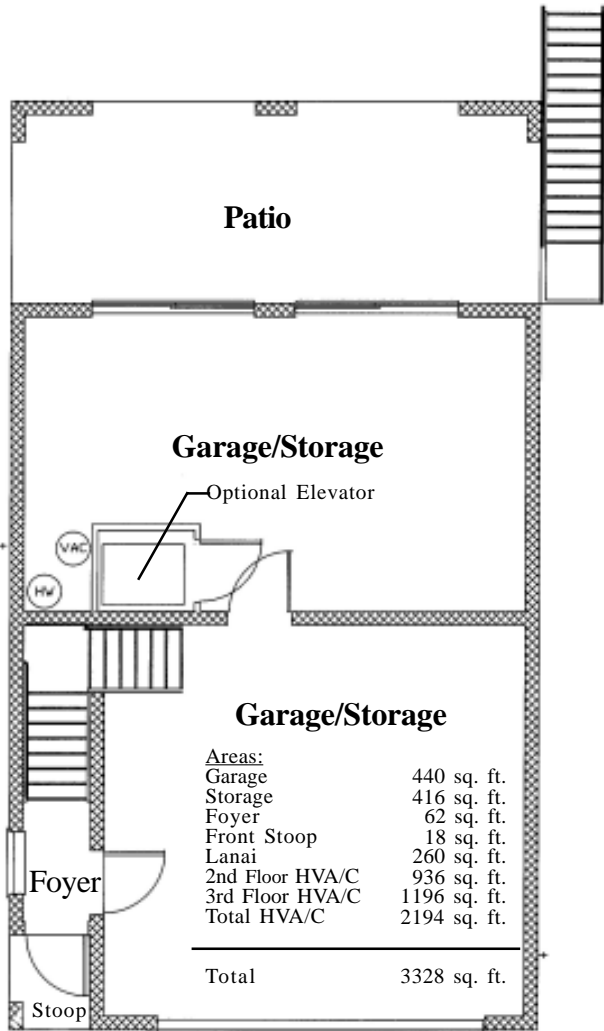 Patio
Garage/Storage
Optional Elevator
VAC
HW
Garage/Storage
Areas:
Garage 440 sq. ft.
Storage 416 sq. ft.
Foyer 62 sq. ft.
Front Stoop 18 sq. ft.
Lanai 260 sq. ft.
2nd Floor HVA/C 936 sq. ft.
3rd Floor HVA/C 1196 sq. ft.
Total HVA/C 2194 sq. ft.
Total 3328 sq. ft.
Foyer
Stoop